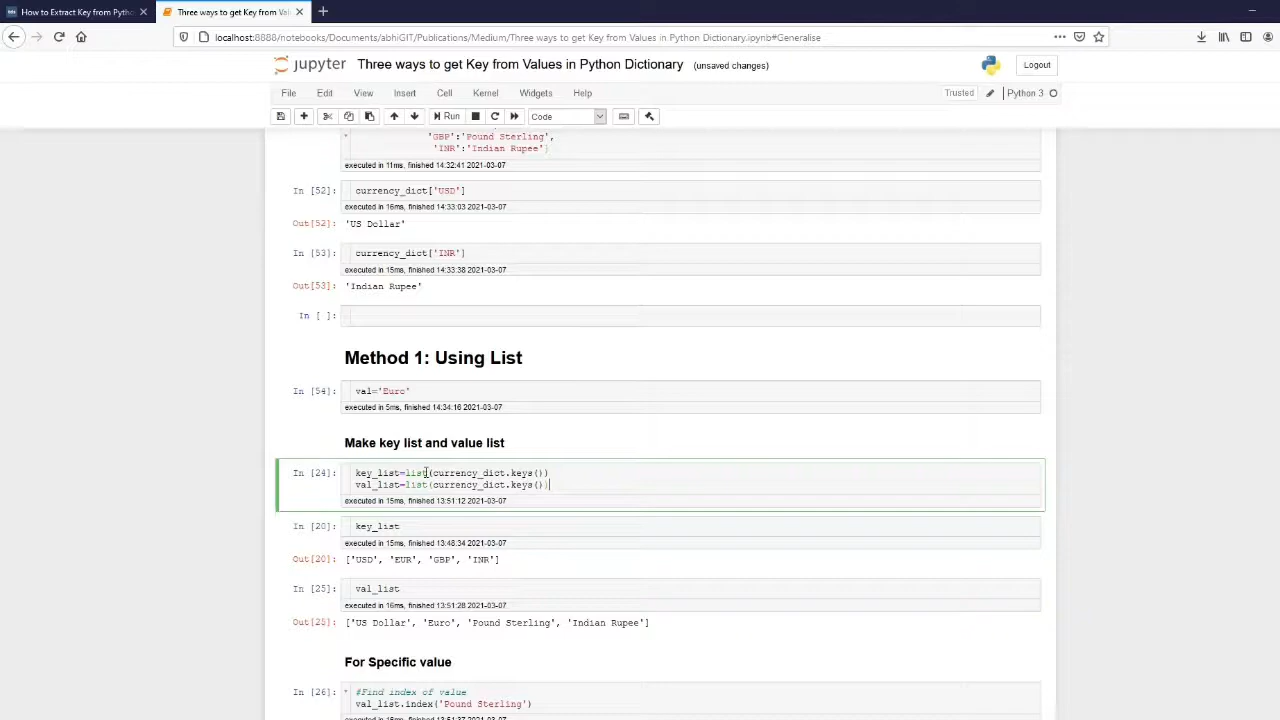 How to Extract Key from Pytho
Three ways to get Key from Val
localhost:8888/notebooks/Documents/abhiGIT/Publications/Medium/Three ways to get Key from Values in Python Dictionary.ipynb#Generalise
jupyter Three ways to get Key from Values in Python Dictionary (unsaved changes)
Logout
File Edit View Insert Cell Kernel Widgets Help
Trusted Python 3
Run Code
'GBP':'Pound Sterling',
'INR':'Indian Rupee'}
executed in 11ms, finished 14:32:41 2021-03-07
In [52]: currency_dict['USD']
executed in 16ms, finished 14:33:03 2021-03-07
Out[52]: 'US Dollar'
In [53]: currency_dict['INR']
executed in 15ms, finished 14:33:38 2021-03-07
Out[53]: 'Indian Rupee'
In [ ]:
Method 1: Using List
In [54]: val='Euro'
executed in 5ms, finished 14:34:16 2021-03-07
Make key list and value list
In [24]: key_list=list(currency_dict.keys())
val_list=list(currency_dict.keys())
executed in 15ms, finished 13:51:12 2021-03-07
In [20]: key_list
executed in 15ms, finished 13:48:34 2021-03-07
Out[20]: ['USD', 'EUR', 'GBP', 'INR']
In [25]: val_list
executed in 16ms, finished 13:51:28 2021-03-07
Out[25]: ['US Dollar', 'Euro', 'Pound Sterling', 'Indian Rupee']
For Specific value
In [26]: #Find index of value
val_list.index('Pound Sterling')